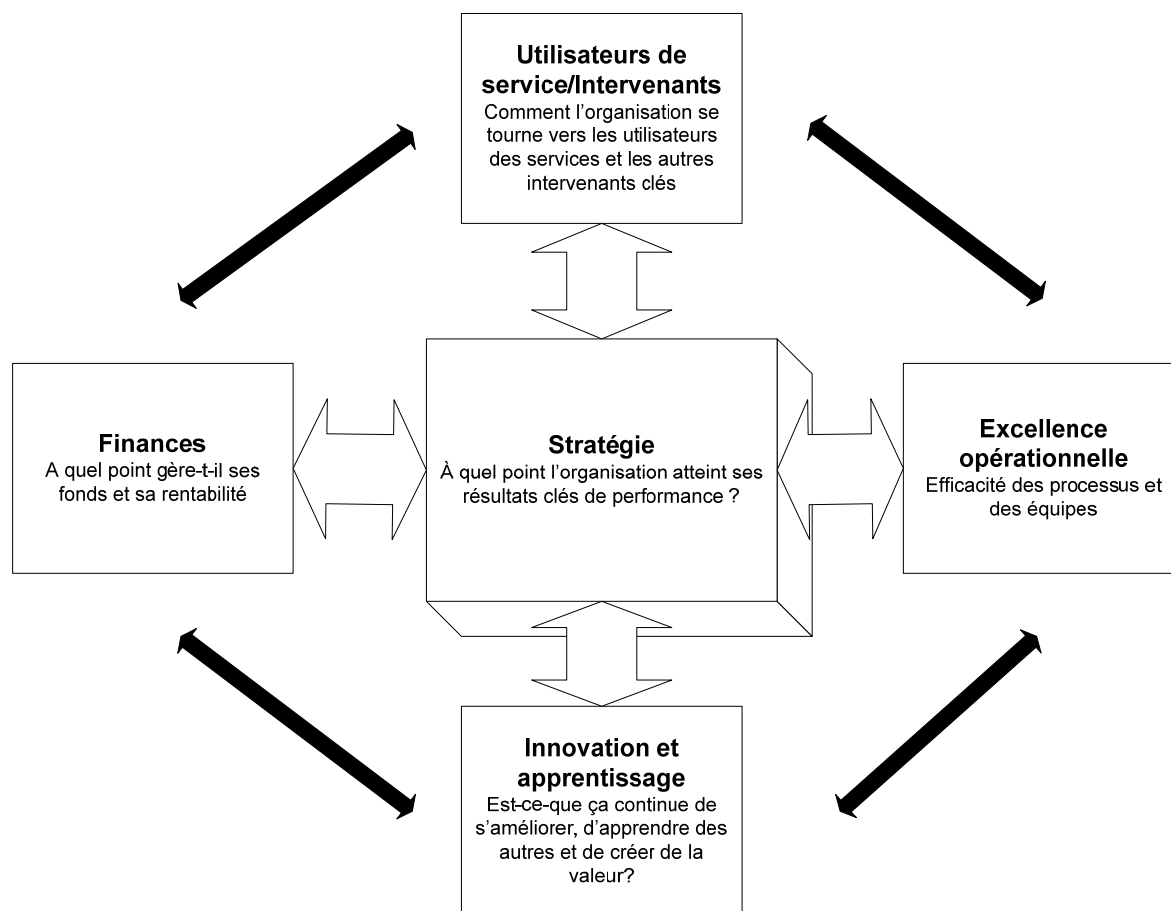 Utilisateurs de
service/Intervenants
Comment l’organisation se
tourne vers les utilisateurs
des services et les autres
intervenants clés
Finances
A quel point gère-t-il ses
fonds et sa rentabilité
Stratégie
À quel point l’organisation atteint ses
résultats clés de performance ?
Excellence
opérationnelle
Efficacité des processus et
des équipes
Innovation et
apprentissage
Est-ce-que ça continue de
s’améliorer, d’apprendre des
autres et de créer de la
valeur?